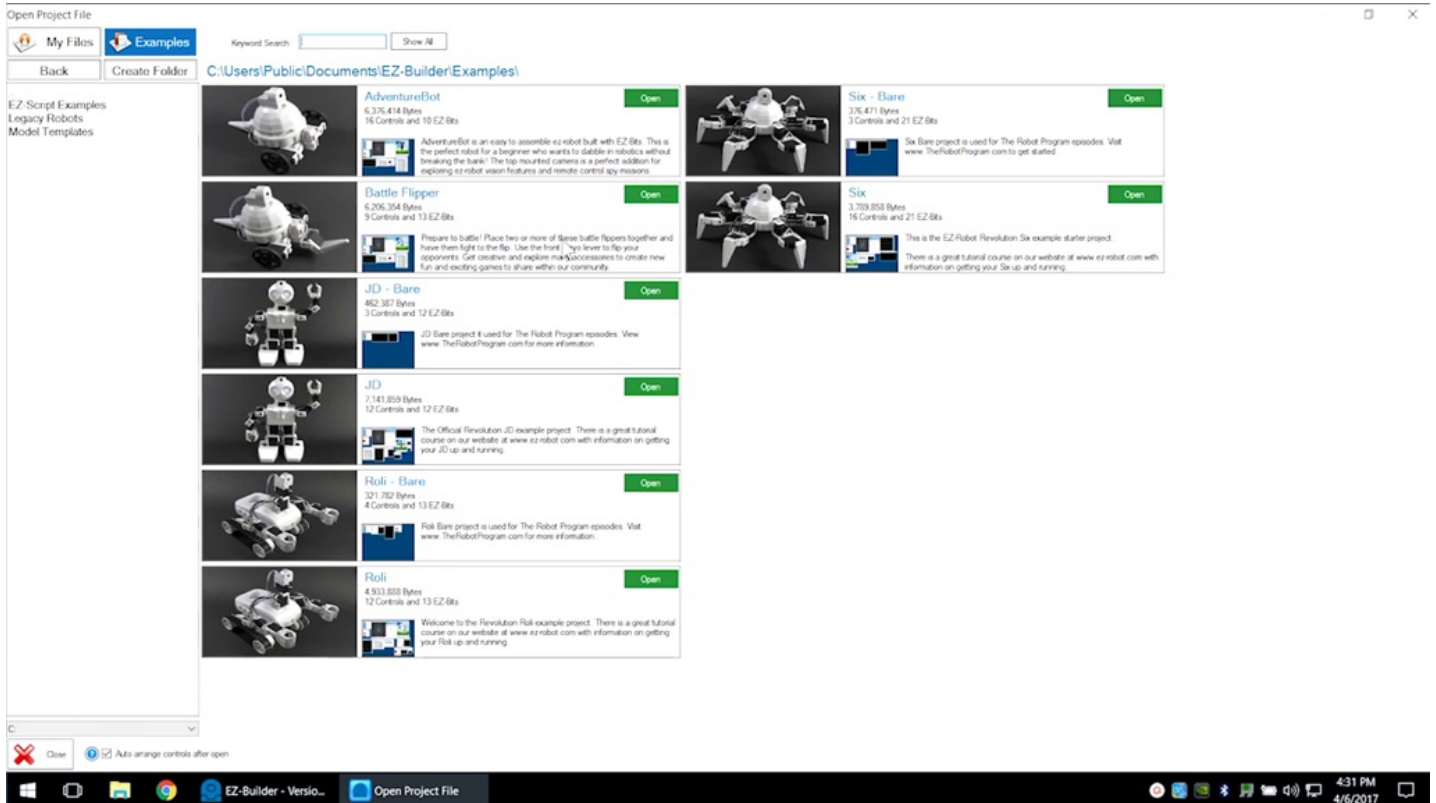 Open Project File
My Files
Examples
Keyword Search:
Show All
Back
Create Folder
C:\Users\Public\Documents\EZ-Builder\Examples\
EZ-Script Examples
Legacy Robots
Model Templates
AdventureBot
Open
6,376,414 Bytes
16 Controls and 10 EZ-Bits
AdventureBot is an easy to assemble ez-robot built with EZ-Bits. This is
the perfect robot for a beginner who wants to dabble in robotics without
breaking the bank! The top mounted camera is a perfect addition for
exploring ez-robot vision features and remote control spy missions
Battle Flipper
Open
6,206,354 Bytes
9 Controls and 13 EZ-Bits
Prepare to battle! Place two or more of these battle flippers together and
have them fight to the flip. Use the front lever to flip your
opponents. Get creative and explore accessories to create new
fun and exciting games to share within our community
JD - Bare
Open
462,387 Bytes
3 Controls and 12 EZ-Bits
JD Bare project it used for The Robot Program episodes. View
www.TheRobotProgram.com for more information
JD
Open
7,141,859 Bytes
12 Controls and 12 EZ-Bits
The Official Revolution JD example project. There is a great tutorial
course on our website at www.ez-robot.com with information on getting
your JD up and running
Roli - Bare
Open
321,782 Bytes
4 Controls and 13 EZ-Bits
Roli Bare project is used for The Robot Program episodes. Visit
www.TheRobotProgram.com for more information
Roli
Open
4,933,888 Bytes
12 Controls and 13 EZ-Bits
Welcome to the Revolution Roli example project. There is a great tutorial
course on our website at www.ez-robot.com with information on getting
your Roli up and running
Six - Bare
Open
376,471 Bytes
3 Controls and 21 EZ-Bits
Six Bare project is used for The Robot Program episodes. Visit
www.TheRobotProgram.com to get started
Six
Open
3,789,858 Bytes
16 Controls and 21 EZ-Bits
This is the EZ-Robot Revolution Six example starter project.
There is a great tutorial course on our website at www.ez-robot.com with
information on getting your Six up and running
C:
Close
Auto arrange controls after open
EZ-Builder - Versio...
Open Project File
4:31 PM
4/6/2017